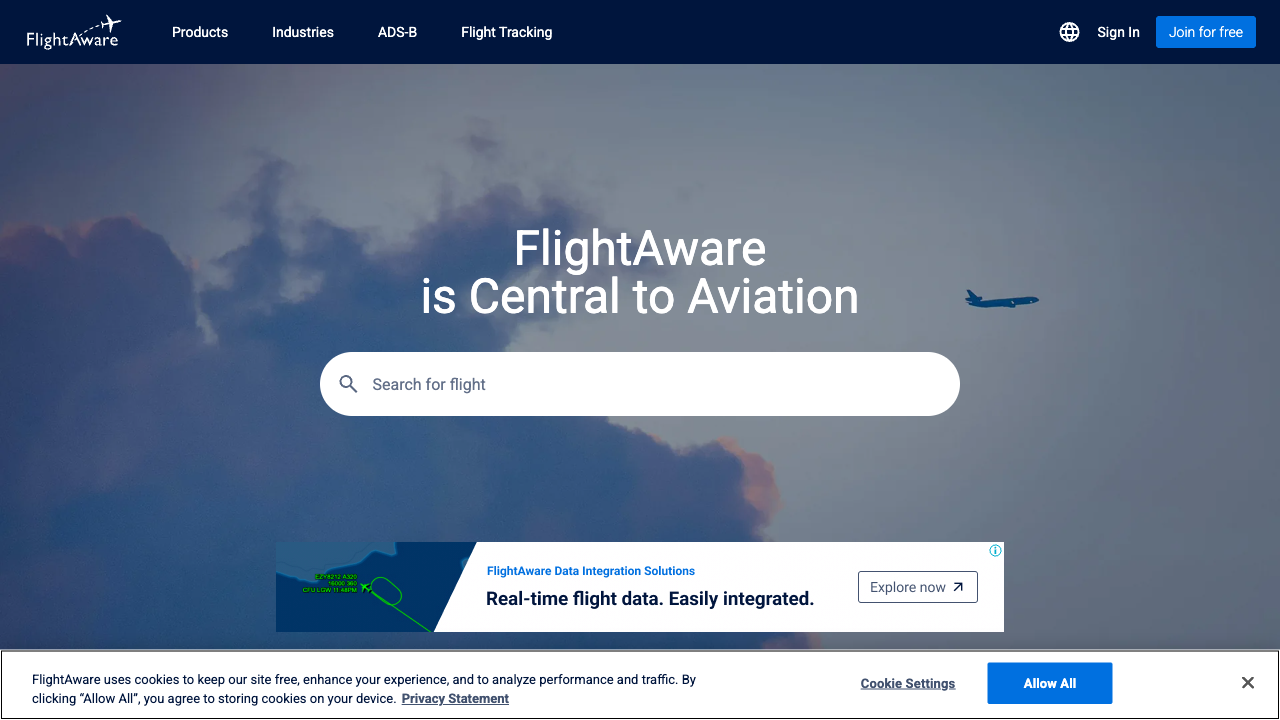 FlightAware
Products
Industries
ADS-B
Flight Tracking
Sign In
Join for free
FlightAware
is Central to Aviation
Search for flight
EZY8212 A320
*6000 360
CFU LGW 11:48PM
FlightAware Data Integration Solutions
Real-time flight data. Easily integrated.
Explore now
FlightAware uses cookies to keep our site free, enhance your experience, and to analyze performance and traffic. By
clicking “Allow All”, you agree to storing cookies on your device. Privacy Statement
Cookie Settings
Allow All